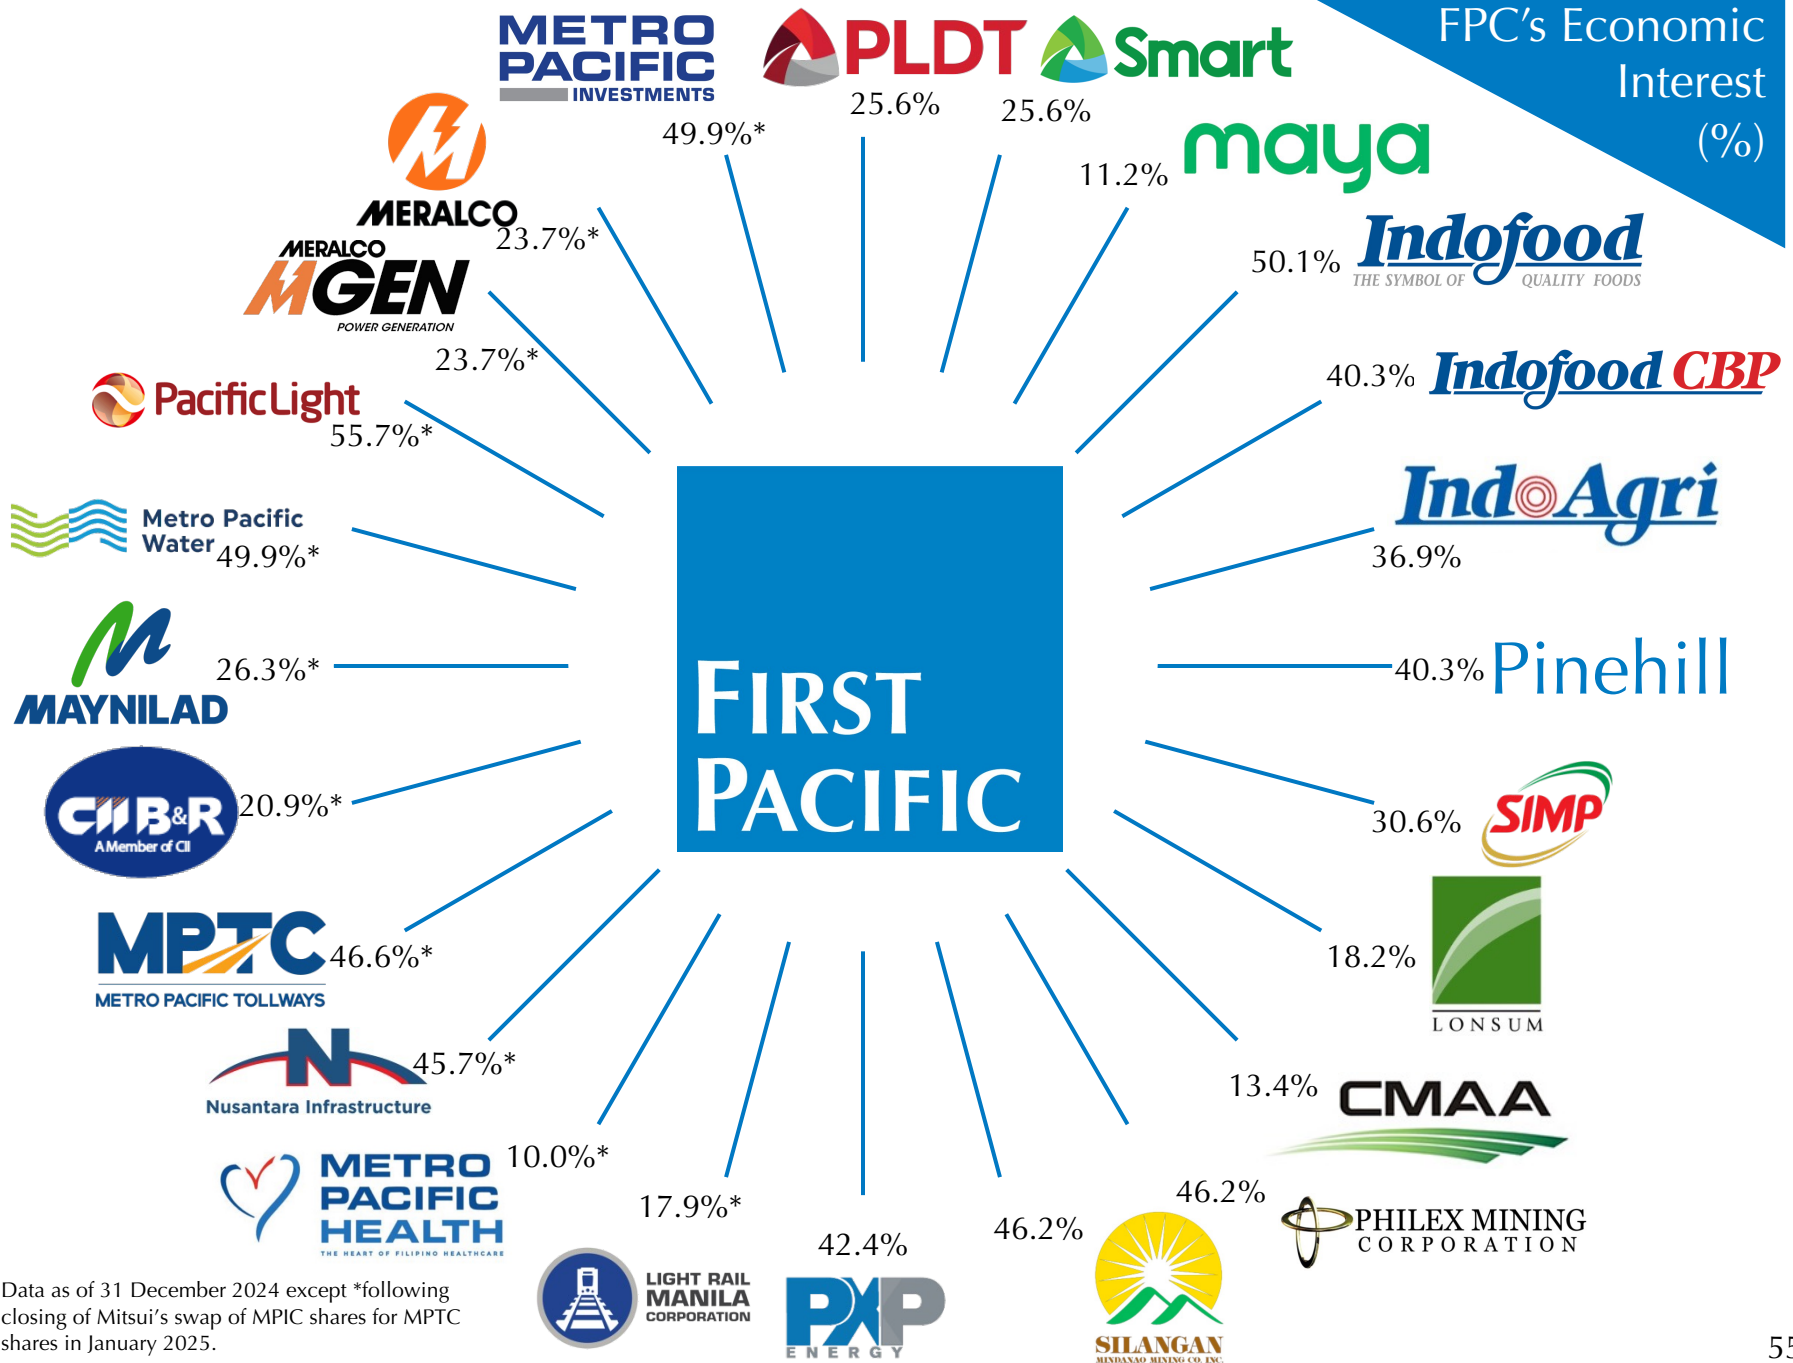 FPC’s Economic
Interest
(%)
METRO
PACIFIC
INVESTMENTS
49.9%*
PLDT
25.6%
Smart
25.6%
maya
11.2%
Indofood
THE SYMBOL OF QUALITY FOODS
50.1%
Indofood CBP
40.3%
IndoAgri
36.9%
Pinehill
40.3%
SIMP
30.6%
LONSUM
18.2%
CMAA
13.4%
PHILEX MINING
CORPORATION
46.2%
SILANGAN
MINDANAO MINING CO. INC.
46.2%
PXP
ENERGY
42.4%
LIGHT RAIL
MANILA
CORPORATION
17.9%*
METRO
PACIFIC
HEALTH
THE HEART OF FILIPINO HEALTHCARE
10.0%*
Nusantara Infrastructure
45.7%*
MPTC
METRO PACIFIC TOLLWAYS
46.6%*
CII B&R
A Member of CII
20.9%*
MAYNILAD
26.3%*
Metro Pacific
Water
49.9%*
PacificLight
55.7%*
MERALCO
MGEN
POWER GENERATION
23.7%*
MERALCO
23.7%*
FIRST
PACIFIC
Data as of 31 December 2024 except *following
closing of Mitsui’s swap of MPIC shares for MPTC
shares in January 2025.
55